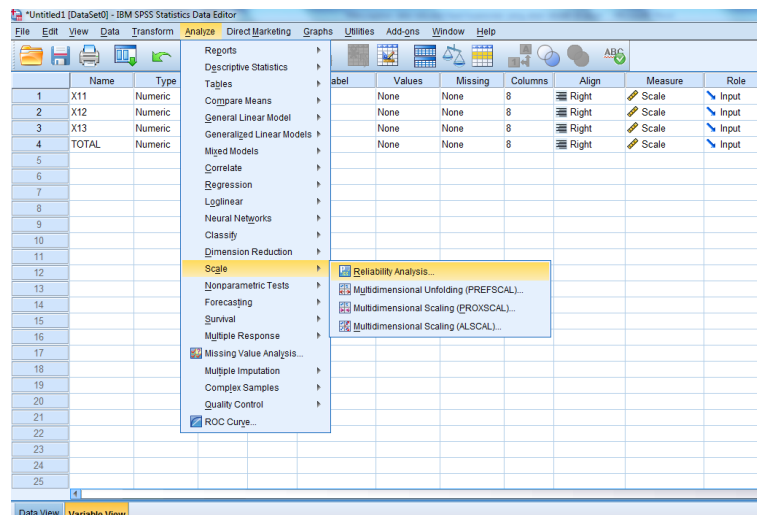 *Untitled1 [DataSet0] - IBM SPSS Statistics Data Editor
File Edit View Data Transform Analyze Direct Marketing Graphs Utilities Add-ons Window Help
ABC
Name Type abel Values Missing Columns Align Measure Role
1 X11 Numeric None None 8 Right Scale Input
2 X12 Numeric None None 8 Right Scale Input
3 X13 Numeric None None 8 Right Scale Input
4 TOTAL Numeric None None 8 Right Scale Input
5
6
7
8
9
10
11
12
13
14
15
16
17
18
19
20
21
22
23
24
25
Reports
Descriptive Statistics
Tables
Compare Means
General Linear Model
Generalized Linear Models
Mixed Models
Correlate
Regression
Loglinear
Neural Networks
Classify
Dimension Reduction
Scale
Nonparametric Tests
Forecasting
Survival
Multiple Response
Missing Value Analysis...
Multiple Imputation
Complex Samples
Quality Control
ROC Curve...
Reliability Analysis...
Multidimensional Unfolding (PREFSCAL)...
Multidimensional Scaling (PROXSCAL)...
Multidimensional Scaling (ALSCAL)...
Data View Variable View